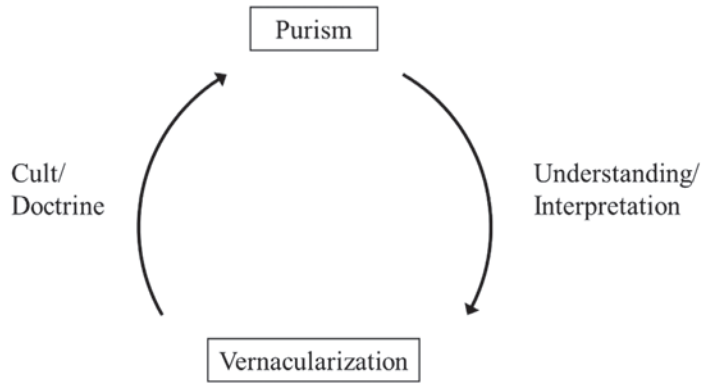 Purism
Cult/
Doctrine
Understanding/
Interpretation
Vernacularization